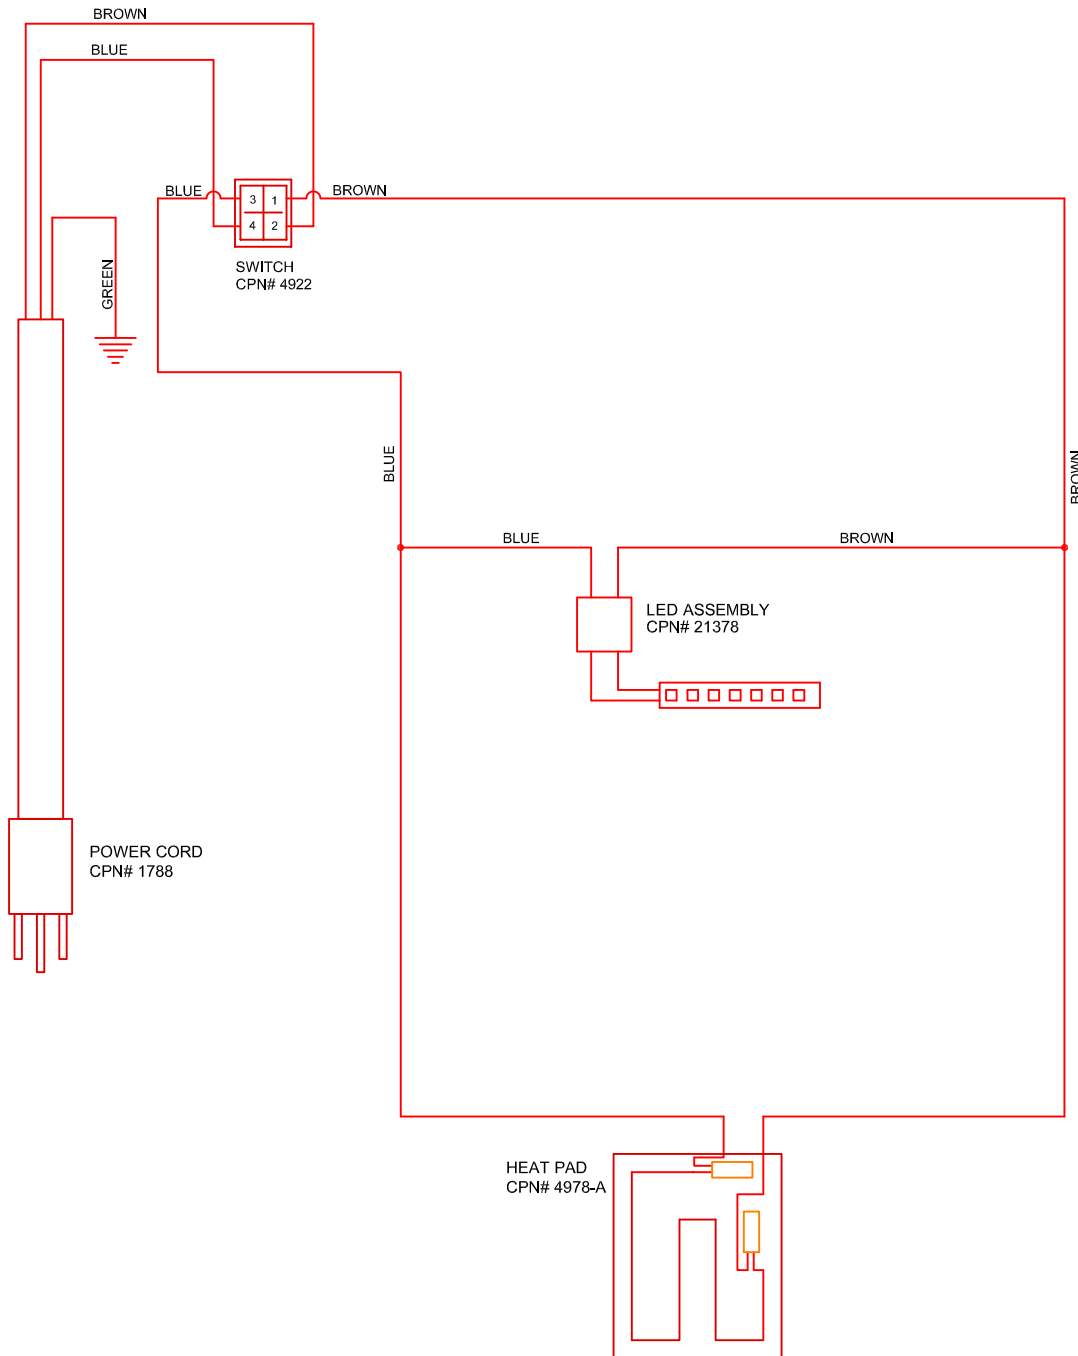 BROWN
BLUE
BLUE
BROWN
3 1
4 2
SWITCH
CPN# 4922
GREEN
BLUE
BROWN
BLUE
BROWN
LED ASSEMBLY
CPN# 21378
POWER CORD
CPN# 1788
HEAT PAD
CPN# 4978-A